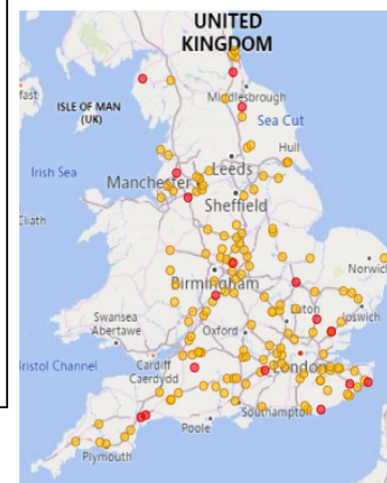 UNITED
KINGDOM
fast
ISLE OF MAN
(UK)
Middlesbrough
Sea Cut
Irish Sea
Leeds
Hull
Manchester
Sheffield
Cliath
Norwic
Birmingham
Luton
Ipswich
Swansea
Abertawe
Oxford
Bristol Channel
Cardiff
Caerdydd
London
Southampton
Poole
Plymouth